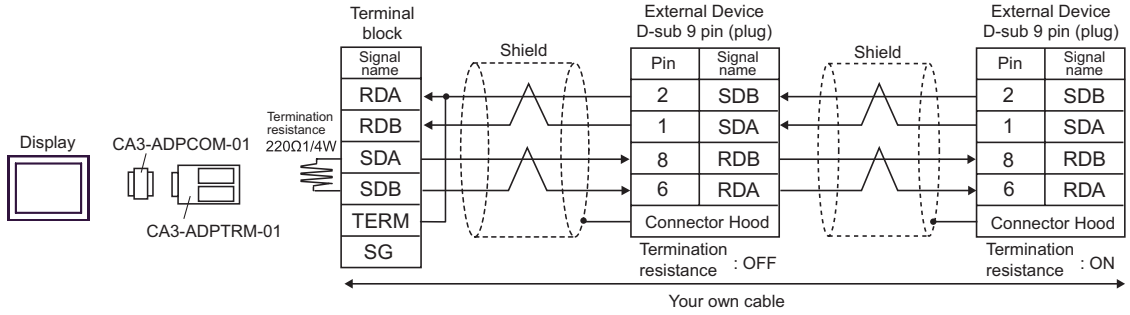 Display
CA3-ADPCOM-01
CA3-ADPTRM-01
Termination
resistance
220Ω1/4W
Terminal
block
Signal
name
RDA
RDB
SDA
SDB
TERM
SG
Shield
External Device
D-sub 9 pin (plug)
Pin Signal
name
2 SDB
1 SDA
8 RDB
6 RDA
Connector Hood
Termination
resistance : OFF
Shield
External Device
D-sub 9 pin (plug)
Pin Signal
name
2 SDB
1 SDA
8 RDB
6 RDA
Connector Hood
Termination
resistance : ON
Your own cable